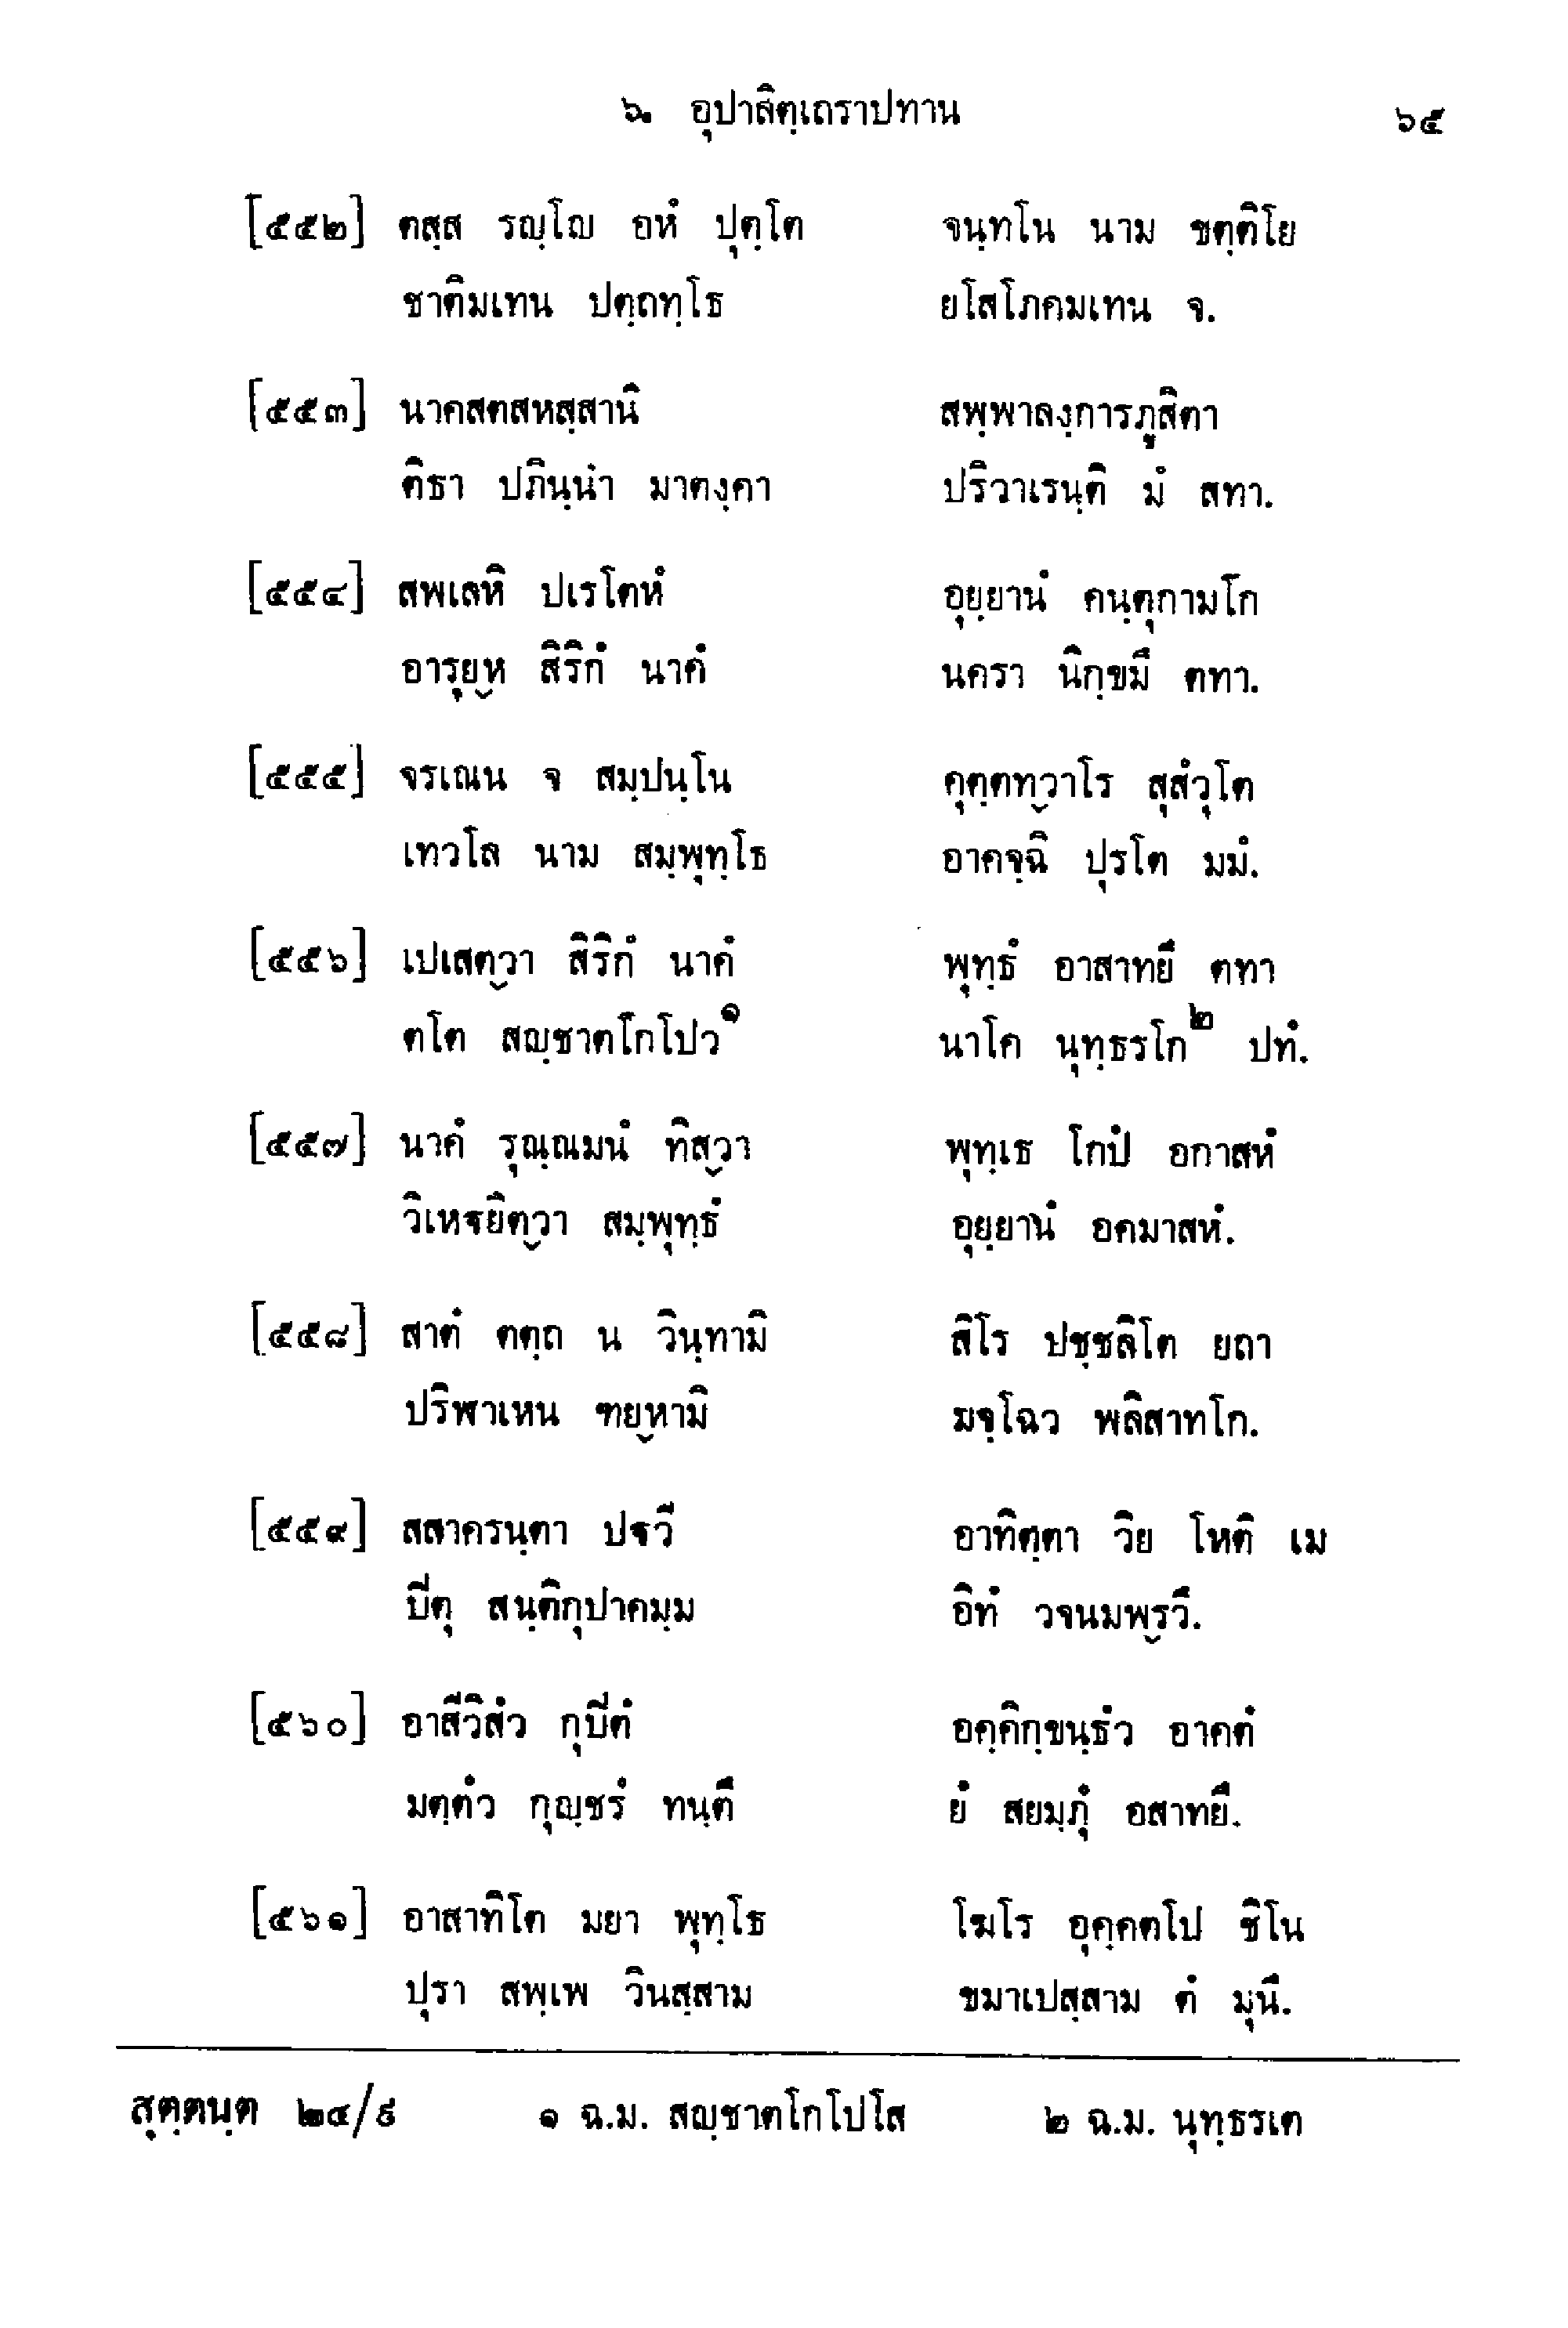 ๖. อุปาลิตฺเถราปทาน ๖๕
[๕๕๒] ตสฺส รญฺโญ อหํ ปุตฺโต จนฺทโน นาม ขตฺติโย
ชาติมเทน ปตฺถทฺโธ ยโสโภคมเทน จ.
[๕๕๓] นาคสตสหสฺสานิ สพฺพาลงฺการภูสิตา
ติธา ปภินฺนา มาตงฺคา ปริวาเรนฺติ มํ สทา.
[๕๕๔] สพเลหิ ปเรโตหํ อุยฺยานํ คนฺตุกามโก
อารุยฺห สิริกํ นาคํ นครา นิกฺขมึ ตทา.
[๕๕๕] จรเณน จ สมฺปนฺโน คุตฺตทฺวาโร สุสํวุโต
เทวโล นาม สมฺพุทฺโธ อาคจฺฉิ ปุรโต มมํ.
[๕๕๖] เปเสตฺวา สิริกํ นาคํ พุทฺธํ อาสาทยึ ตทา
ตโต สญฺชาตโกโปว๑ นาโค นุทฺธรโก๒ ปทํ.
[๕๕๗] นาคํ รุณฺณมนํ ทิสฺวา พุทฺเธ โกปํ อกาสหํ
วิเหฐยิตฺวา สมฺพุทฺธํ อุยฺยานํ อคมาสหํ.
[๕๕๘] สาตํ ตตฺถ น วินฺทามิ สิโร ปชฺชลิโต ยถา
ปริฬาเหน ฑยฺหามิ มจฺโฉว พลิสาทโก.
[๕๕๙] สสาครนฺตา ปฐวี อาทิตฺตา วิย โหติ เม
ปีตุ สนฺติกุปาคมฺม อิทํ วจนมพฺรวึ.
[๕๖๐] อาสีวิสํว กุปีตํ อคฺคิกฺขนฺธํว อาคตํ
มตฺตํว กุญฺชรํ ทนฺตึ ยํ สยมฺภุํ อสาทยึ.
[๕๖๑] อาสาทิโต มยา พุทฺโธ โฆโร อุคฺคตโป ชิโน
ปุรา สพฺเพ วินสฺสาม ขมาเปสฺสาม ตํ มุนึ.
สุตฺตนฺต ๒๔/๙ ๑ ฉ.ม. สญฺชาตโกโปโส ๒ ฉ.ม. นุทฺธรเต